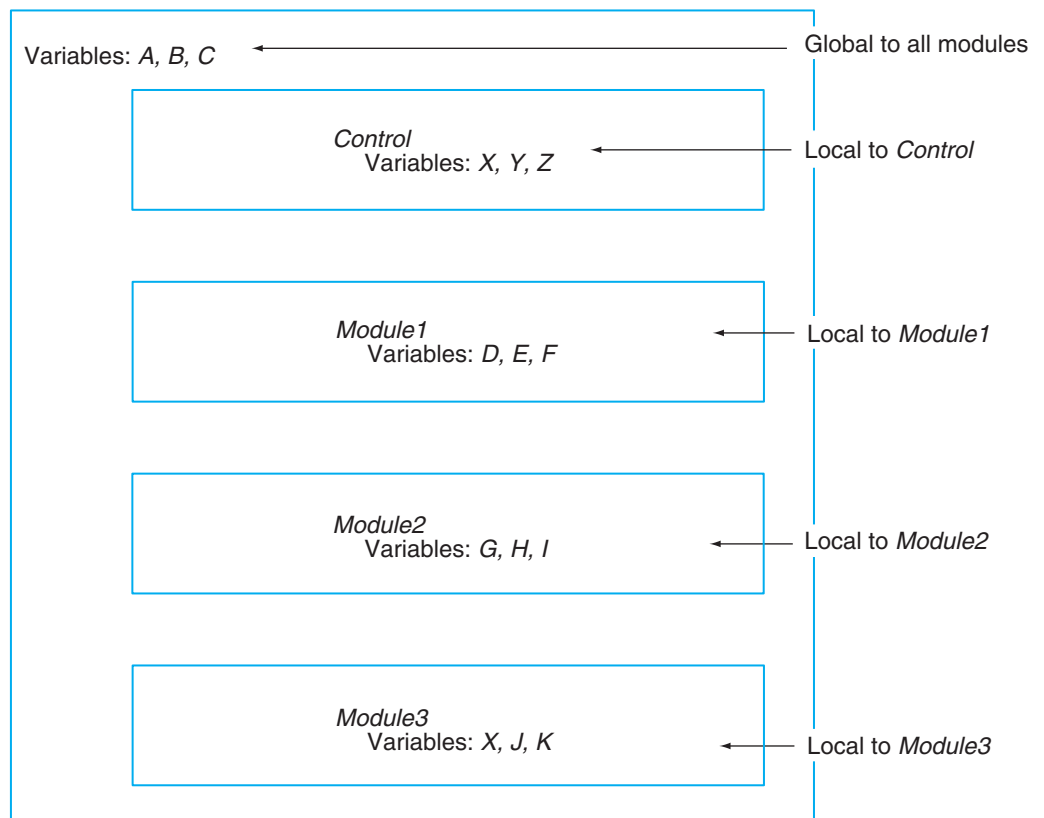 Variables: A, B, C
Global to all modules
Control
Variables: X, Y, Z
Local to Control
Module1
Variables: D, E, F
Local to Module1
Module2
Variables: G, H, I
Local to Module2
Module3
Variables: X, J, K
Local to Module3